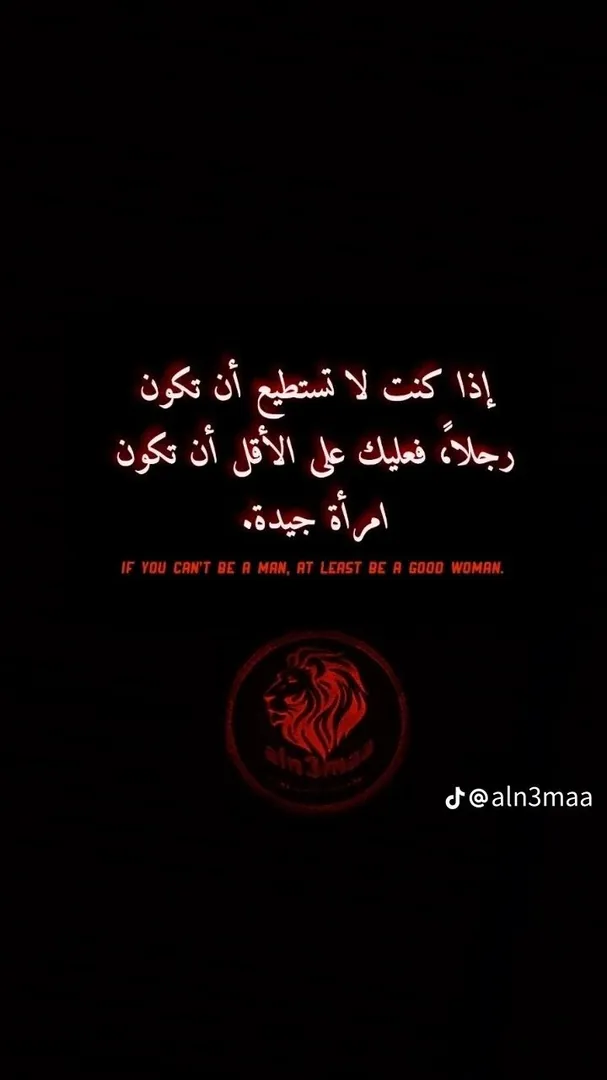 إذا كنت لا تستطيع أن تكون
رجلاً، فعليك على الأقل أن تكون
امرأة جيدة.
IF YOU CAN'T BE A MAN, AT LEAST BE A GOOD WOMAN.
aln3maa
@aln3maa